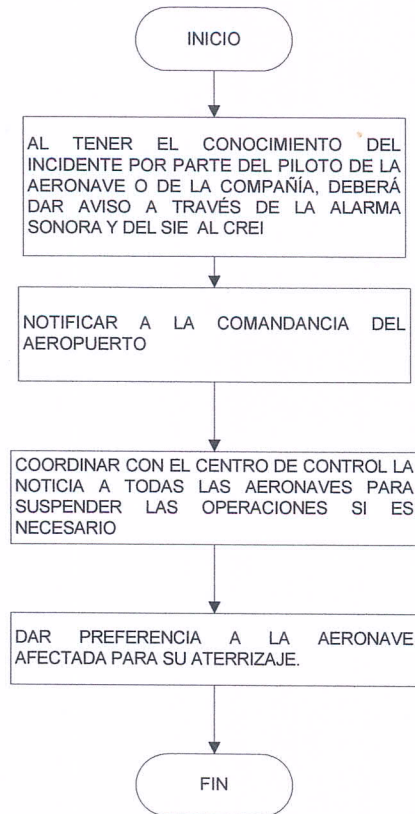 INICIO
AL TENER EL CONOCIMIENTO DEL
INCIDENTE POR PARTE DEL PILOTO DE LA
AERONAVE O DE LA COMPAÑÍA, DEBERÁ
DAR AVISO A TRAVÉS DE LA ALARMA
SONORA Y DEL SIE AL CREI
NOTIFICAR A LA COMANDANCIA DEL
AEROPUERTO
COORDINAR CON EL CENTRO DE CONTROL LA
NOTICIA A TODAS LAS AERONAVES PARA
SUSPENDER LAS OPERACIONES SI ES
NECESARIO
DAR PREFERENCIA A LA AERONAVE
AFECTADA PARA SU ATERRIZAJE.
FIN